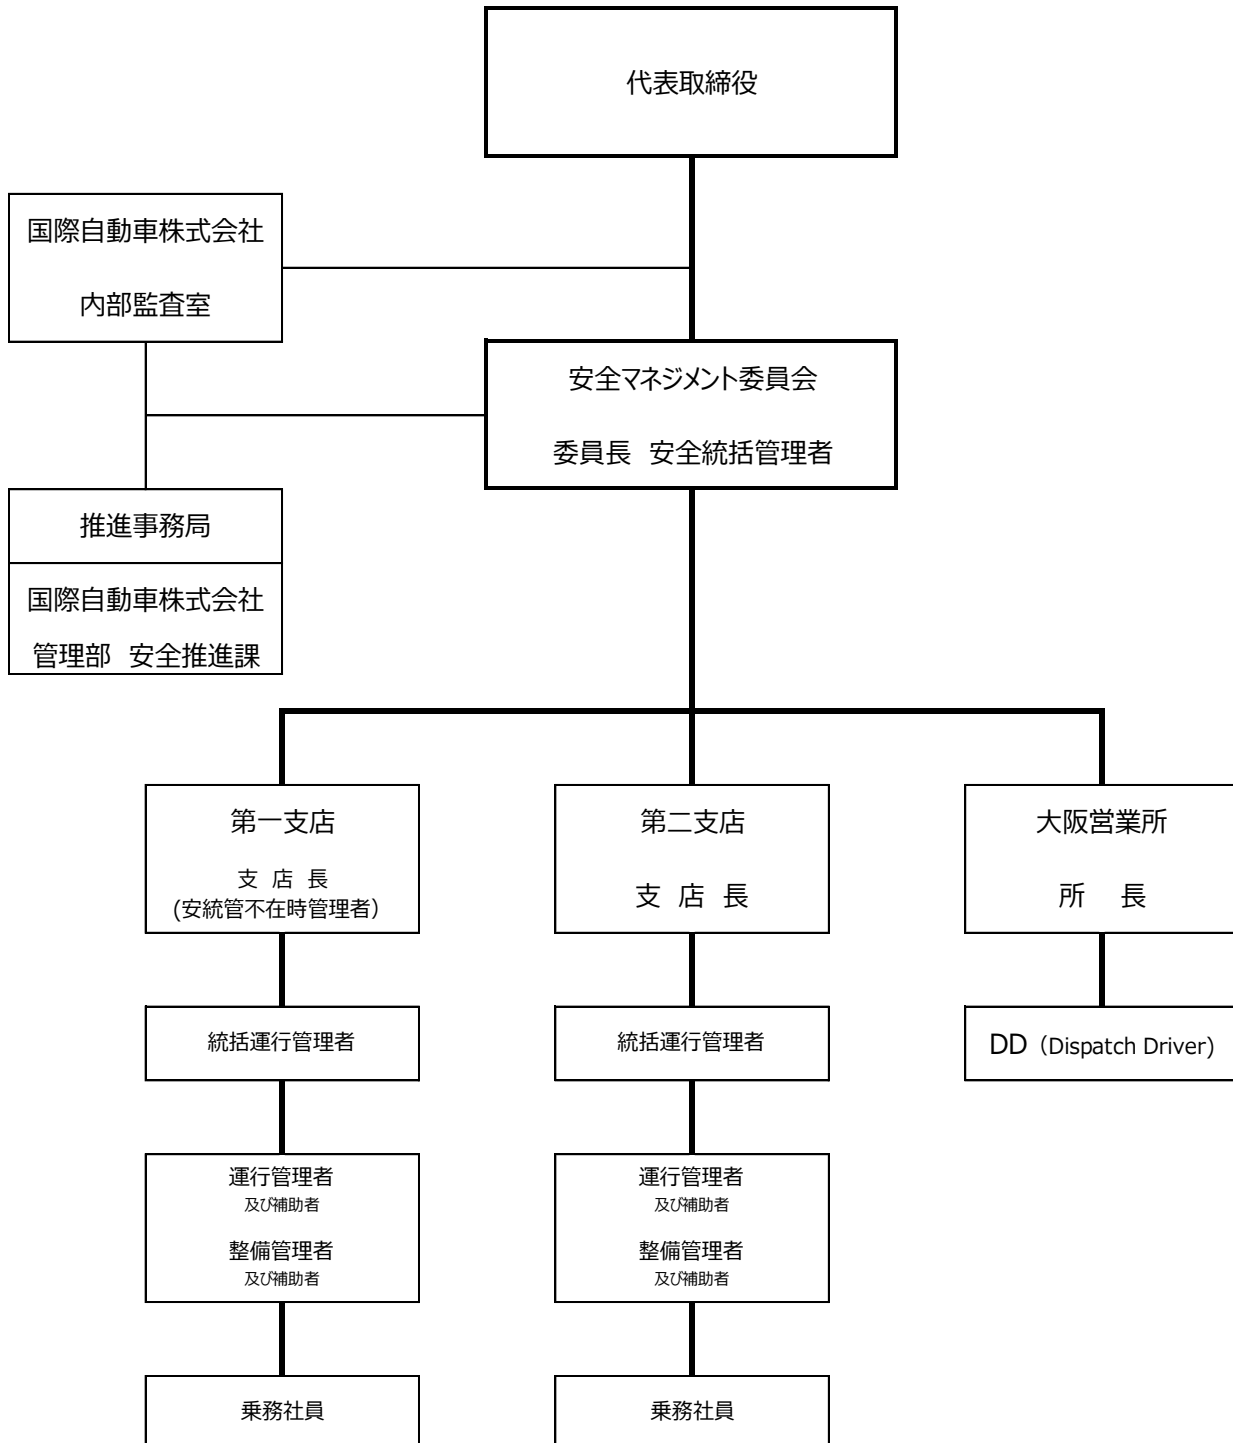 代表取締役
国際自動車株式会社
内部監査室
安全マネジメント委員会
委員長 安全統括管理者
推進事務局
国際自動車株式会社
管理部 安全推進課
第一支店
支 店 長
(安統管不在時管理者)
第二支店
支 店 長
大阪営業所
所 長
統括運行管理者
統括運行管理者
DD（Dispatch Driver)
運行管理者
及び補助者
整備管理者
及び補助者
運行管理者
及び補助者
整備管理者
及び補助者
乗務社員
乗務社員